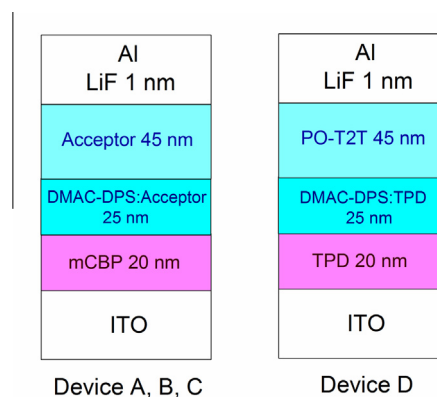 Al
LiF 1 nm
Acceptor 45 nm
DMAC-DPS:Acceptor
25 nm
mCBP 20 nm
ITO
Device A, B, C
Al
LiF 1 nm
PO-T2T 45 nm
DMAC-DPS:TPD
25 nm
TPD 20 nm
ITO
Device D